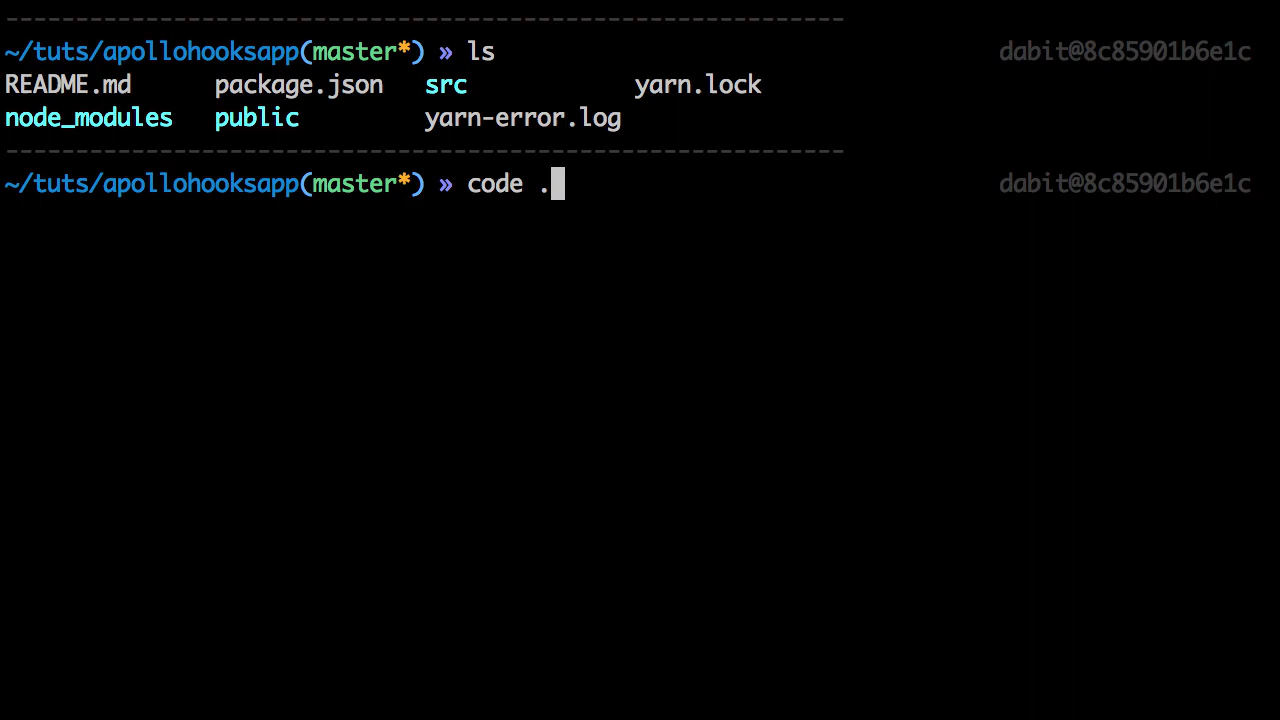 ------------------------------------------------------------
~/tuts/apollohooksapp(master*) » ls dabit@8c85901b6e1c
README.md package.json src yarn.lock
node_modules public yarn-error.log
------------------------------------------------------------
~/tuts/apollohooksapp(master*) » code . dabit@8c85901b6e1c